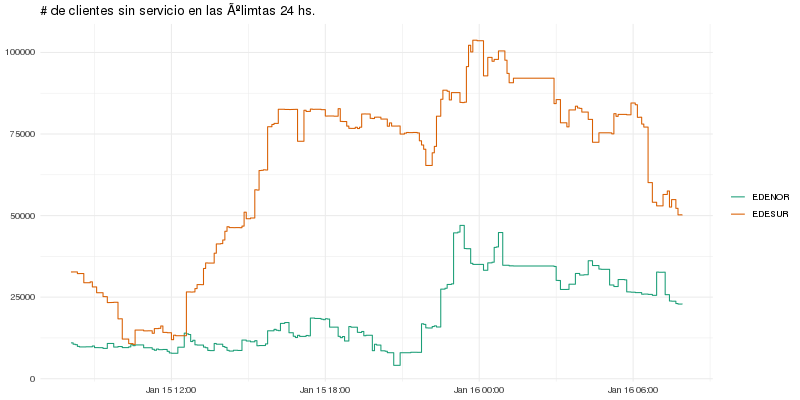 # de clientes sin servicio en las Ãºlimtas 24 hs.
100000
75000
50000
25000
0
Jan 15 12:00
Jan 15 18:00
Jan 16 00:00
Jan 16 06:00
EDENOR
EDESUR